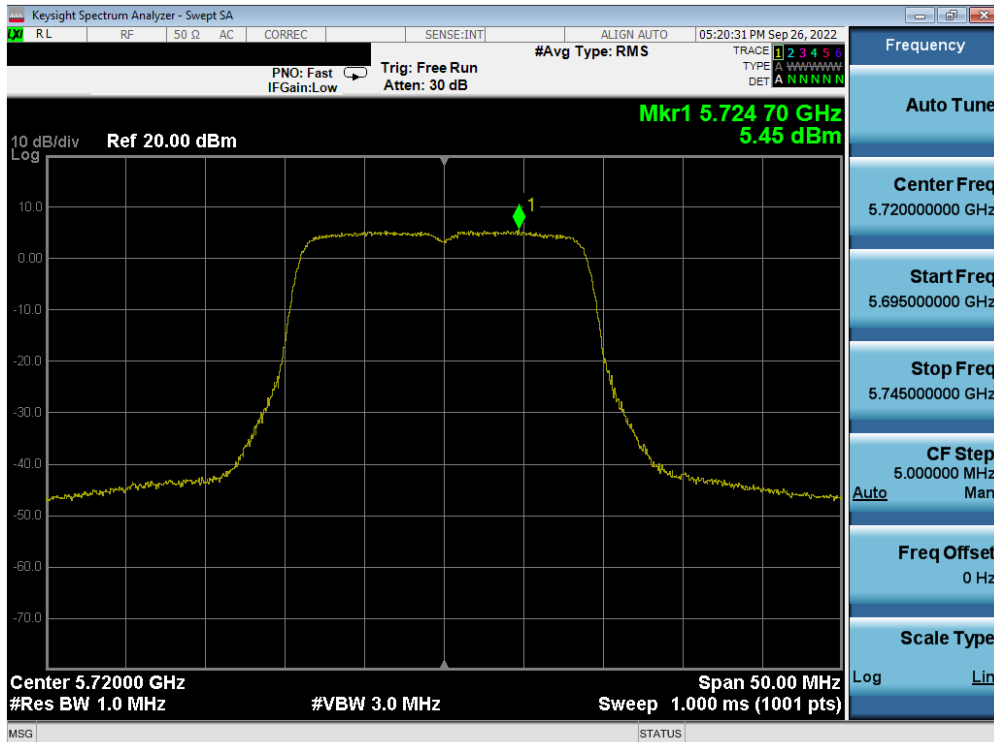 Keysight Spectrum Analyzer - Swept SA
LXI RL RF 50 Ω AC CORREC SENSE:INT ALIGN AUTO 05:20:31 PM Sep 26, 2022
#Avg Type: RMS
TRACE 1 2 3 4 5 6
TYPE A WWWWW
DET A N N N N N
PNO: Fast
IFGain:Low
Trig: Free Run
Atten: 30 dB
Mkr1 5.724 70 GHz
5.45 dBm
10 dB/div
Log
Ref 20.00 dBm
1
10.0
0.00
-10.0
-20.0
-30.0
-40.0
-50.0
-60.0
-70.0
Center 5.72000 GHz
Span 50.00 MHz
#Res BW 1.0 MHz
#VBW 3.0 MHz
Sweep 1.000 ms (1001 pts)
MSG
STATUS
Frequency
Auto Tune
Center Freq
5.720000000 GHz
Start Freq
5.695000000 GHz
Stop Freq
5.745000000 GHz
CF Step
5.000000 MHz
Auto Man
Freq Offset
0 Hz
Scale Type
Log Lin